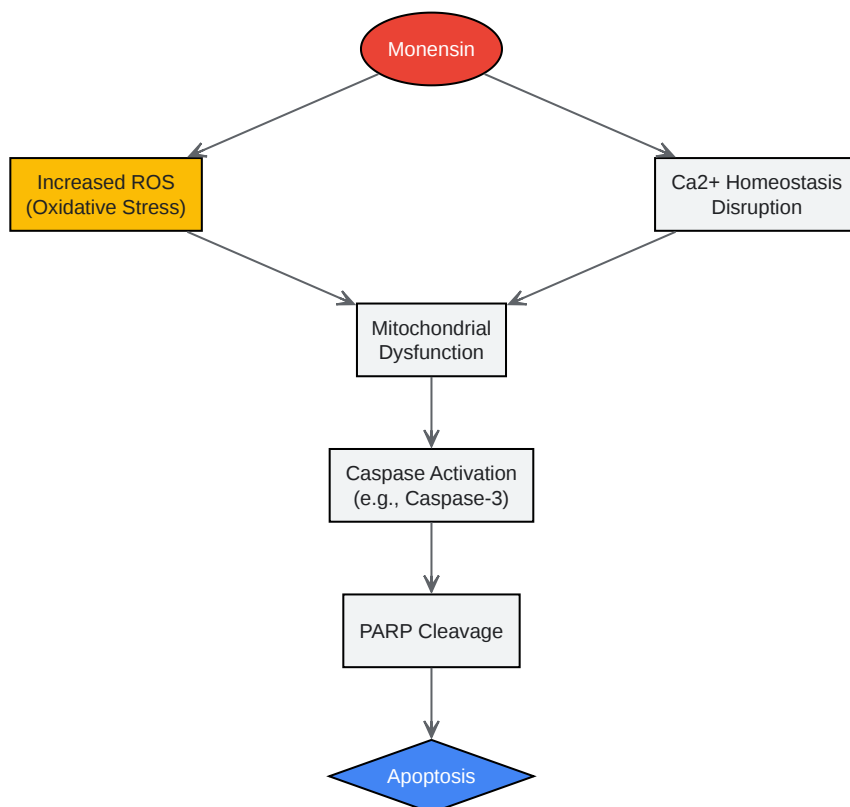 Monensin
Increased ROS
(Oxidative Stress)
Ca2+ Homeostasis
Disruption
Mitochondrial
Dysfunction
Caspase Activation
(e.g., Caspase-3)
PARP Cleavage
Apoptosis